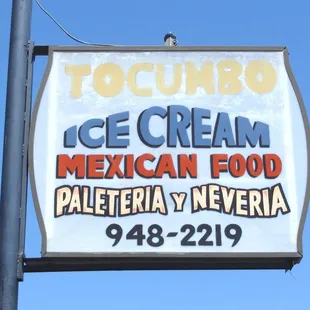 TOCUMBO
ICE CREAM
MEXICAN FOOD
PALETERIA Y NEVERIA
948-2219